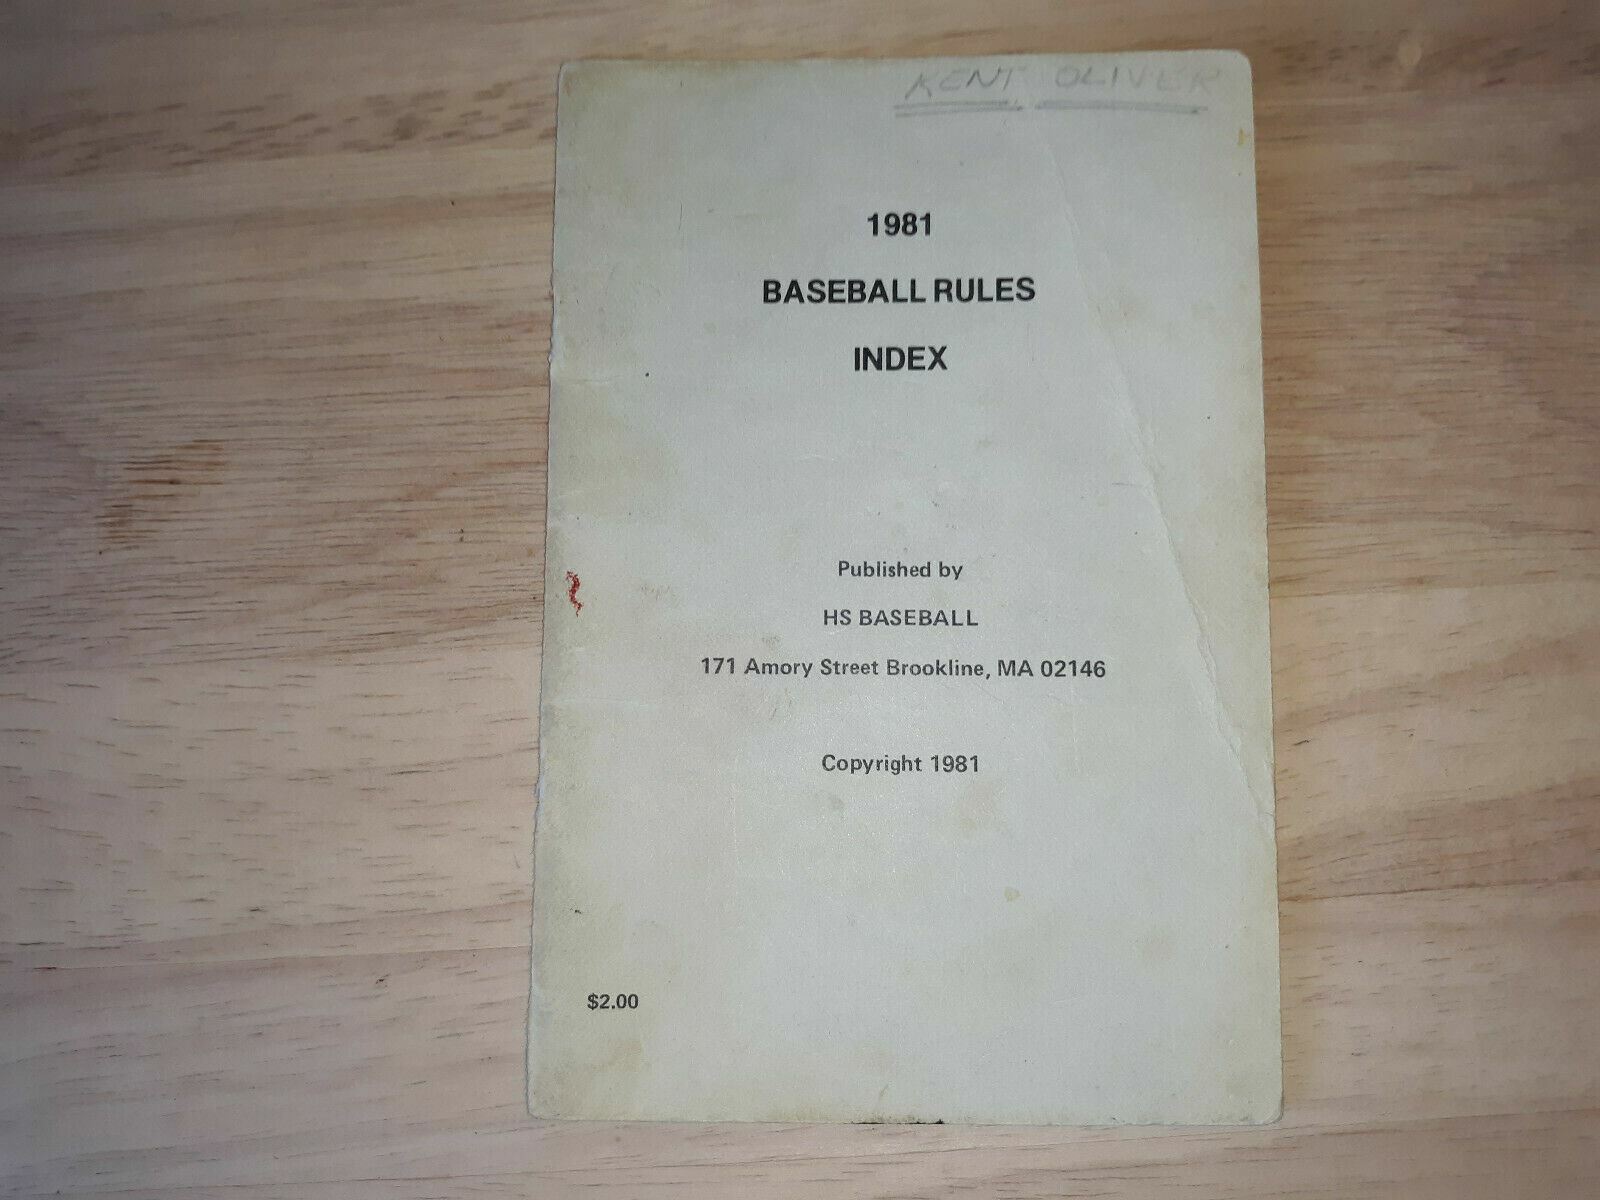 KENT OLIVER
1981
BASEBALL RULES
INDEX
Published by
HS BASEBALL
171 Amory Street Brookline, MA 02146
Copyright 1981
$2.00